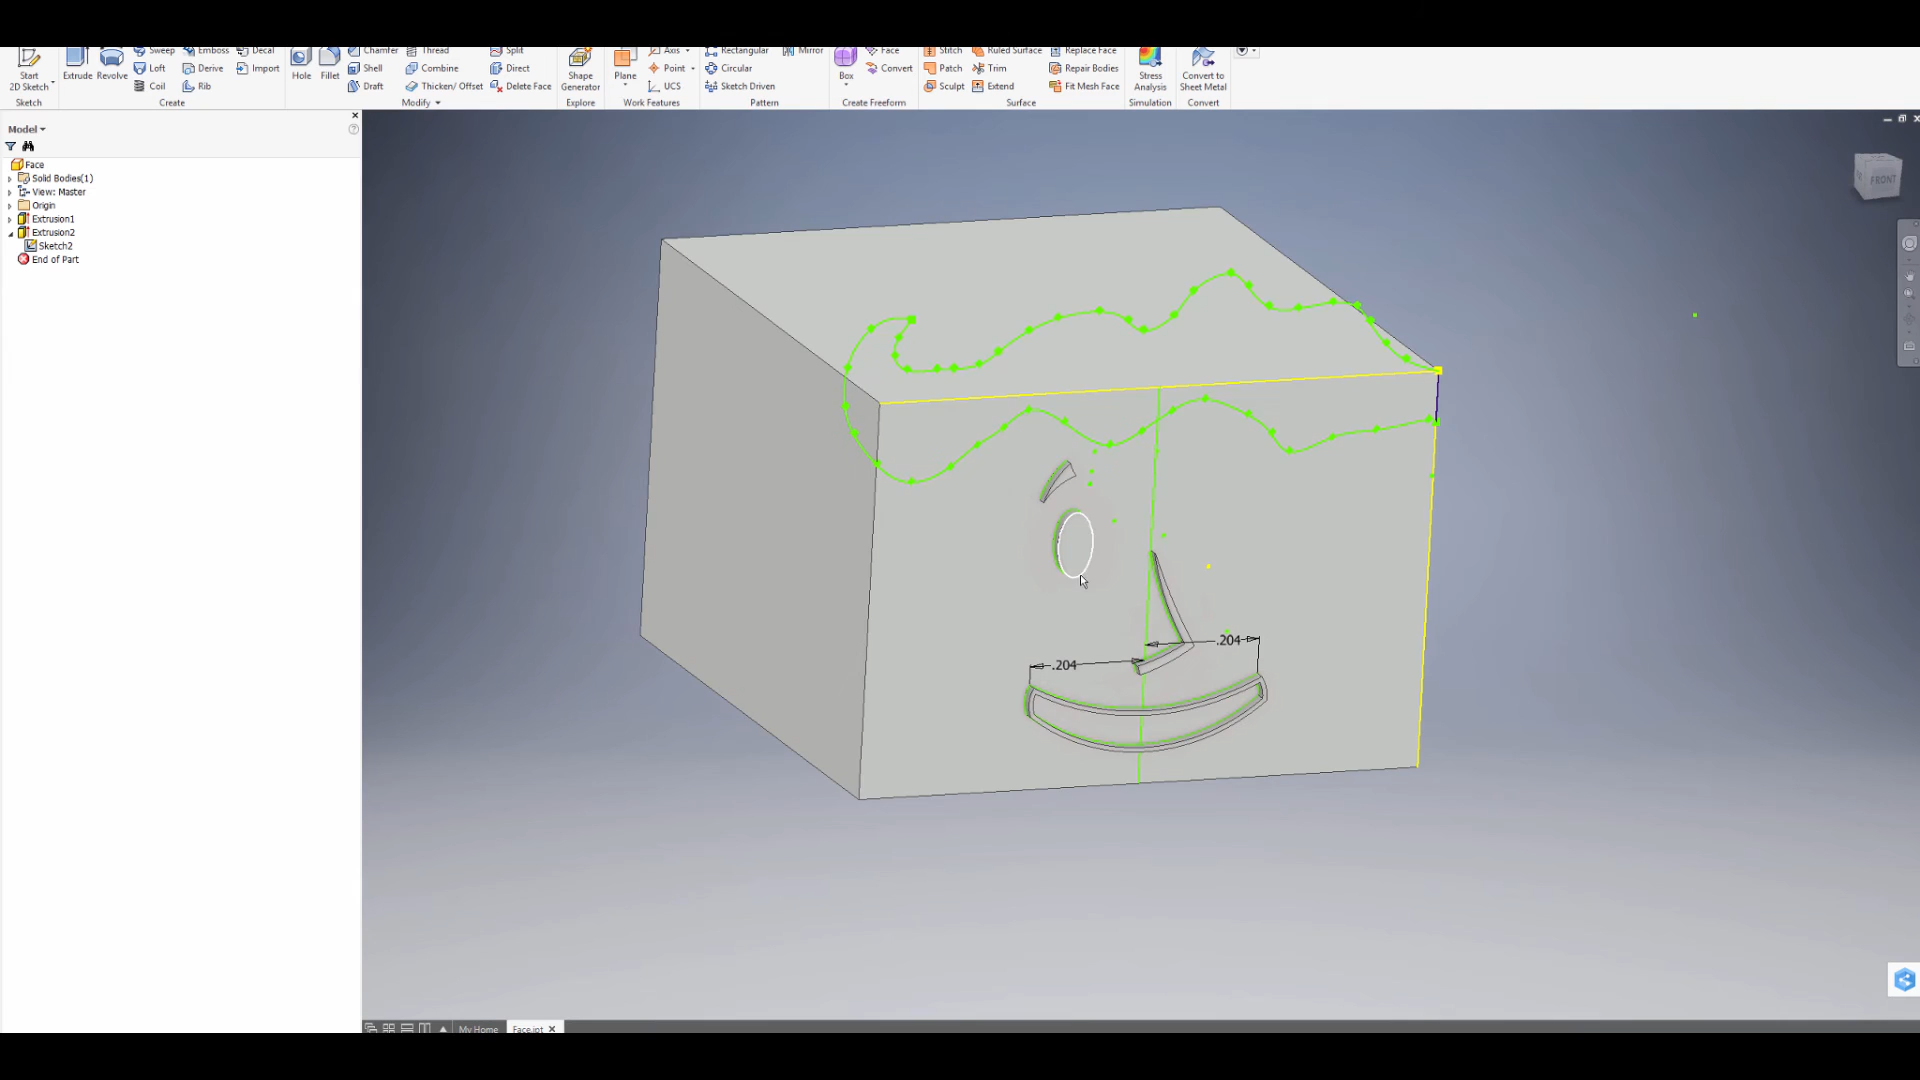 Sweep Emboss Decal Chamfer Thread Split Axis Rectangular Mirror Face Stitch Ruled Surface Replace Face
Start 2D Sketch Extrude Revolve Loft Derive Import Hole Fillet Shell Combine Direct Shape Generator Plane Point Circular Box Convert Patch Trim Repair Bodies Stress Analysis Convert to Sheet Metal
Coil Rib Draft Thicken/ Offset Delete Face UCS Sketch Driven Sculpt Extend Fit Mesh Face
Sketch Create Modify Explore Work Features Pattern Create Freeform Surface Simulation Convert
Model
Face
Solid Bodies(1)
View: Master
Origin
Extrusion1
Extrusion2
Sketch2
End of Part
FRONT
.204
.204
My Home Face.ipt